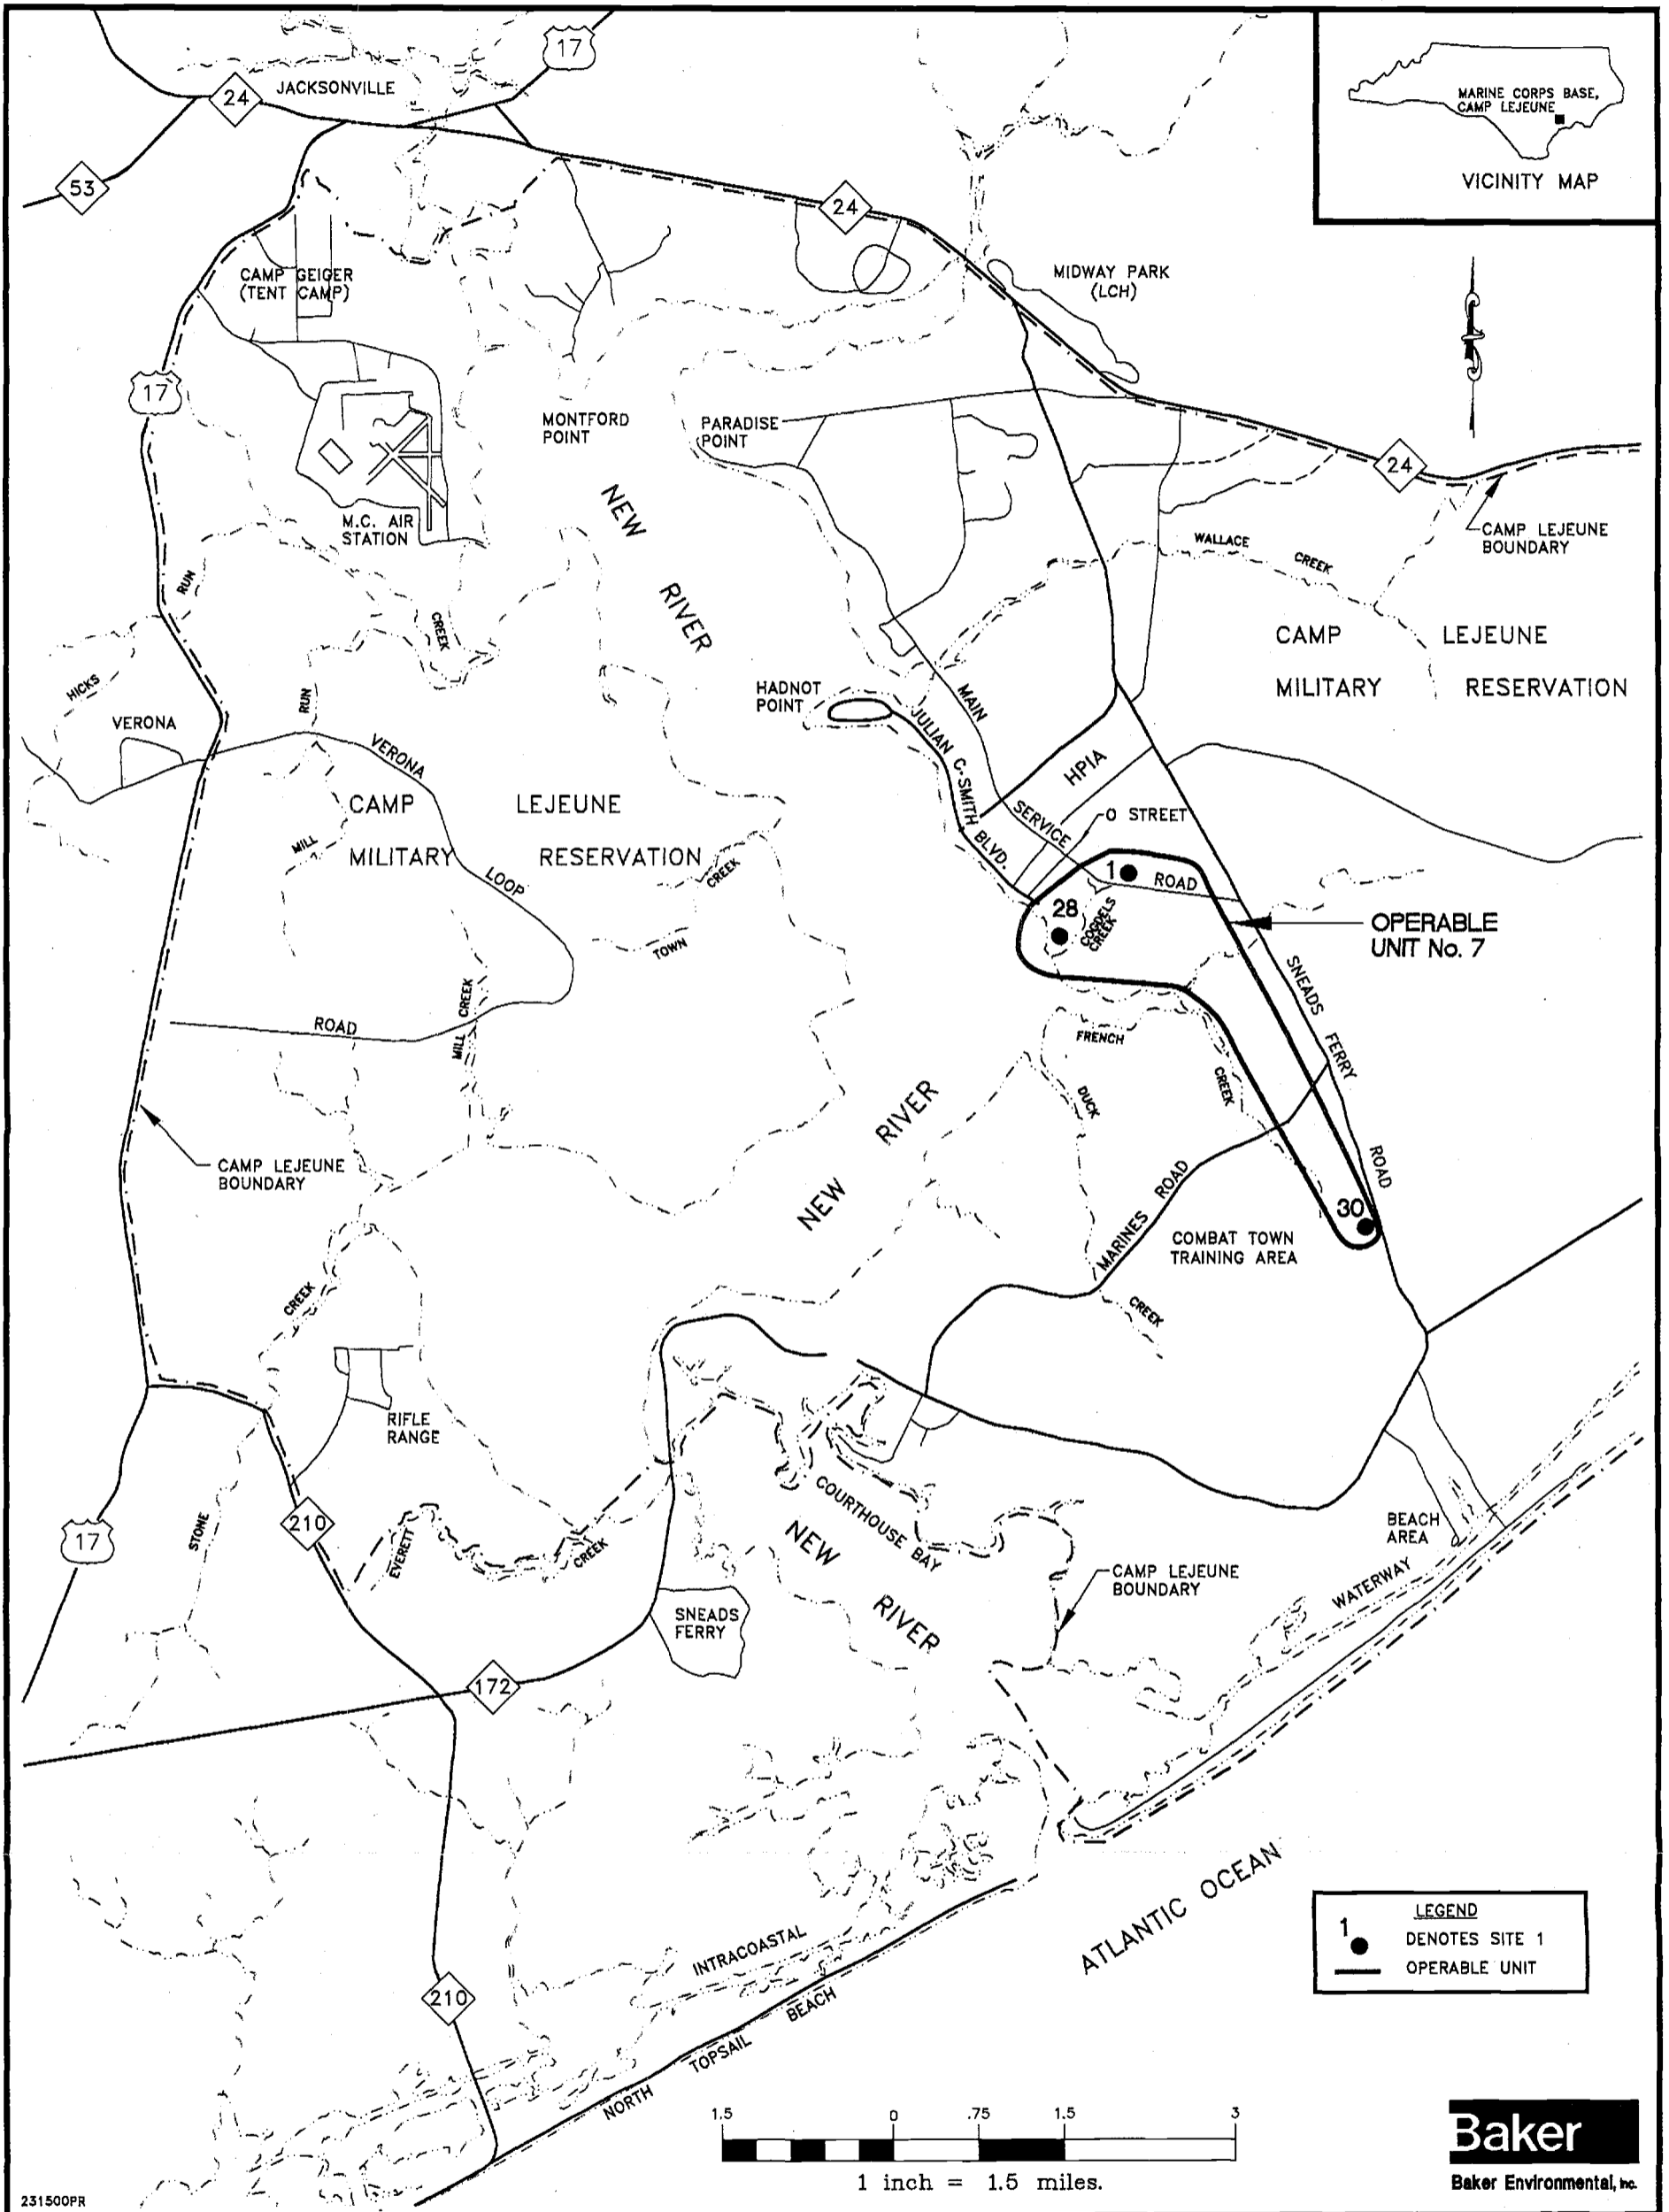 17
JACKSONVILLE
24
53
MARINE CORPS BASE,
CAMP LEJEUNE
VICINITY MAP
24
CAMP GEIGER
(TENT CAMP)
MIDWAY PARK
(LCH)
17
MONTFORD
POINT
PARADISE
POINT
24
M.C. AIR
STATION
NEW
RIVER
CAMP LEJEUNE
BOUNDARY
WALLACE
CREEK
RUN
CREEK
CAMP LEJEUNE
MILITARY RESERVATION
HICKS
RUN
HADNOT
POINT
MAIN
VERONA
VERONA
JULIAN C. SMITH BLVD.
HPIA
CAMP LEJEUNE
MILITARY RESERVATION
SERVICE
O STREET
MILL
CREEK
LOOP
1
ROAD
28
COGDELS
CREEK
OPERABLE
UNIT No. 7
TOWN
SNEADS
FERRY
ROAD
MILL CREEK
ROAD
FRENCH
CREEK
DUCK
NEW RIVER
CAMP LEJEUNE
BOUNDARY
MARINES ROAD
30
COMBAT TOWN
TRAINING AREA
CREEK
CREEK
RIFLE
RANGE
COURTHOUSE BAY
210
17
STONE
EVERETT
CREEK
NEW
RIVER
BEACH
AREA
CAMP LEJEUNE
BOUNDARY
WATERWAY
SNEADS
FERRY
172
ATLANTIC OCEAN
LEGEND
1
DENOTES SITE 1
OPERABLE UNIT
INTRACOASTAL
210
NORTH TOPSAIL BEACH
1.5 0 .75 1.5 3
1 inch = 1.5 miles.
Baker
Baker Environmental, Inc.
231500PR